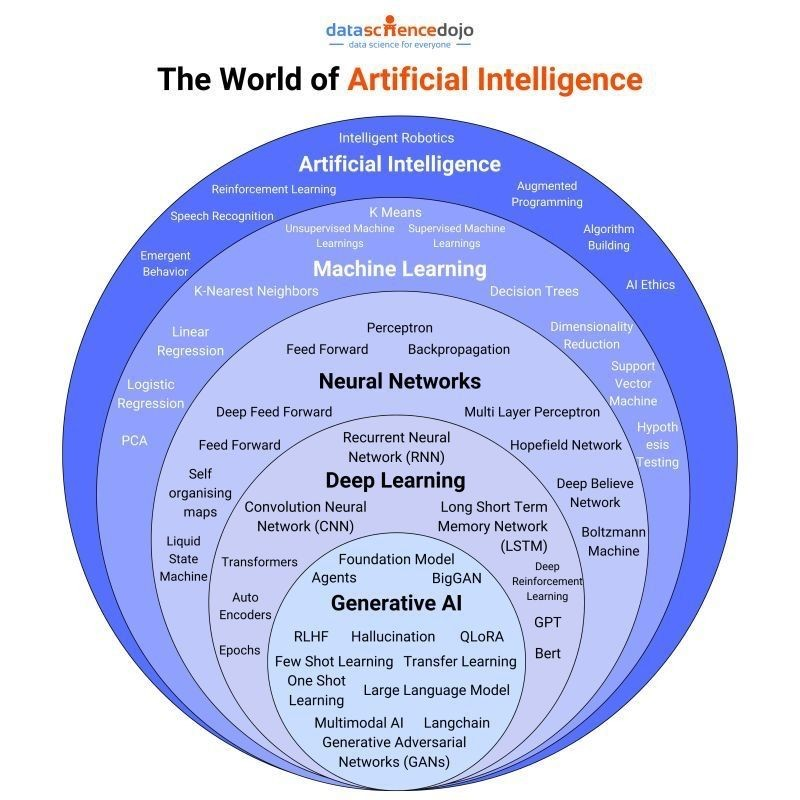 datasciencedojo
data science for everyone
The World of Artificial Intelligence
Intelligent Robotics
Artificial Intelligence
Reinforcement Learning
Augmented
Programming
Speech Recognition
Algorithm
Building
Emergent
Behavior
AI Ethics
K Means
Unsupervised Machine
Learnings
Supervised Machine
Learnings
Machine Learning
K-Nearest Neighbors
Decision Trees
Linear
Regression
Dimensionality
Reduction
Logistic
Regression
Support
Vector
Machine
PCA
Hypoth
esis
Testing
Perceptron
Feed Forward
Backpropagation
Neural Networks
Deep Feed Forward
Multi Layer Perceptron
Feed Forward
Hopefield Network
Self
organising
maps
Deep Believe
Network
Liquid
State
Machine
Boltzmann
Machine
Recurrent Neural
Network (RNN)
Deep Learning
Convolution Neural
Network (CNN)
Long Short Term
Memory Network
(LSTM)
Transformers
Deep
Reinforcement
Learning
Auto
Encoders
GPT
Epochs
Bert
Foundation Model
Agents
BigGAN
Generative AI
RLHF
Hallucination
QLoRA
Few Shot Learning
Transfer Learning
One Shot
Learning
Large Language Model
Multimodal AI
Langchain
Generative Adversarial
Networks (GANs)